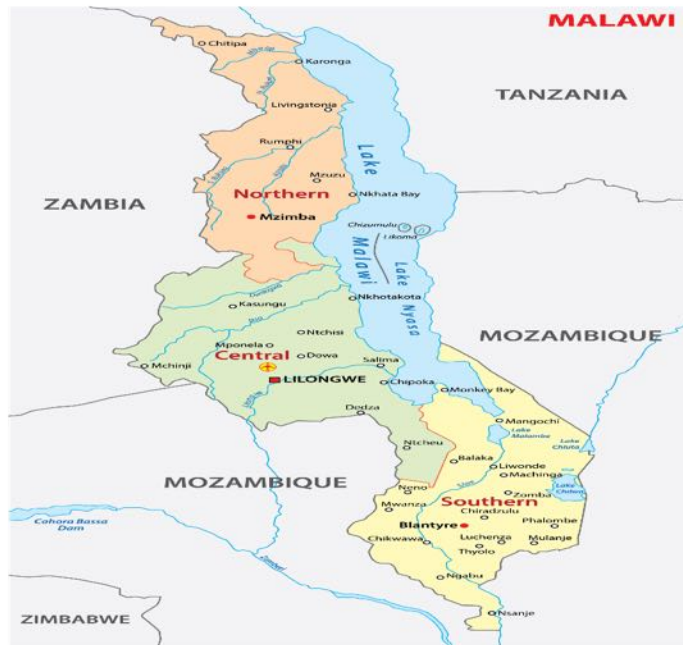 MALAWI
Chitipa
Karonga
TANZANIA
Livingstonia
Lake
Rumphi
Mzuzu
Northern
Nkhata Bay
ZAMBIA
Mzimba
Chizumulu
Likoma
Malawi
Lake Nyasa
Nkhotakota
Kasungu
Ntchisi
MOZAMBIQUE
Mponela
Central
Dowa
Salima
Mchinji
LILONGWE
Chipoka
Monkey Bay
Dedza
Mangochi
Lake
Malombe
Lake
Chiuta
Ntcheu
Balaka
Liwonde
MOZAMBIQUE
Machinga
Neno
Zomba
Lake
Chilwa
Southern
Mwanza
Chiradzulu
Cahora Bassa
Dam
Blantyre
Phalombe
Chikwawa
Luchenza
Mulanje
Thyolo
Ngabu
Nsanje
ZIMBABWE